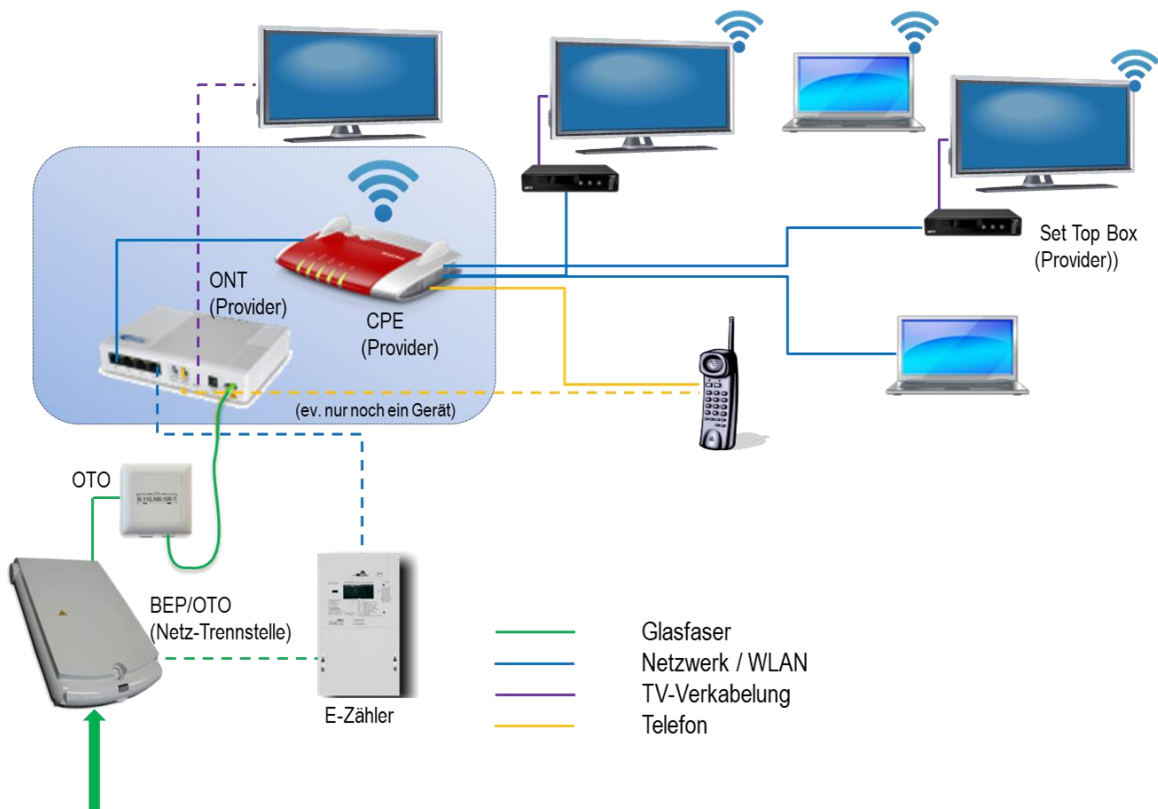 Set Top Box
(Provider))
ONT
(Provider)
CPE
(Provider)
(ev. nur noch ein Gerät)
OTO
BEP/OTO
(Netz-Trennstelle)
E-Zähler
Glasfaser
Netzwerk / WLAN
TV-Verkabelung
Telefon